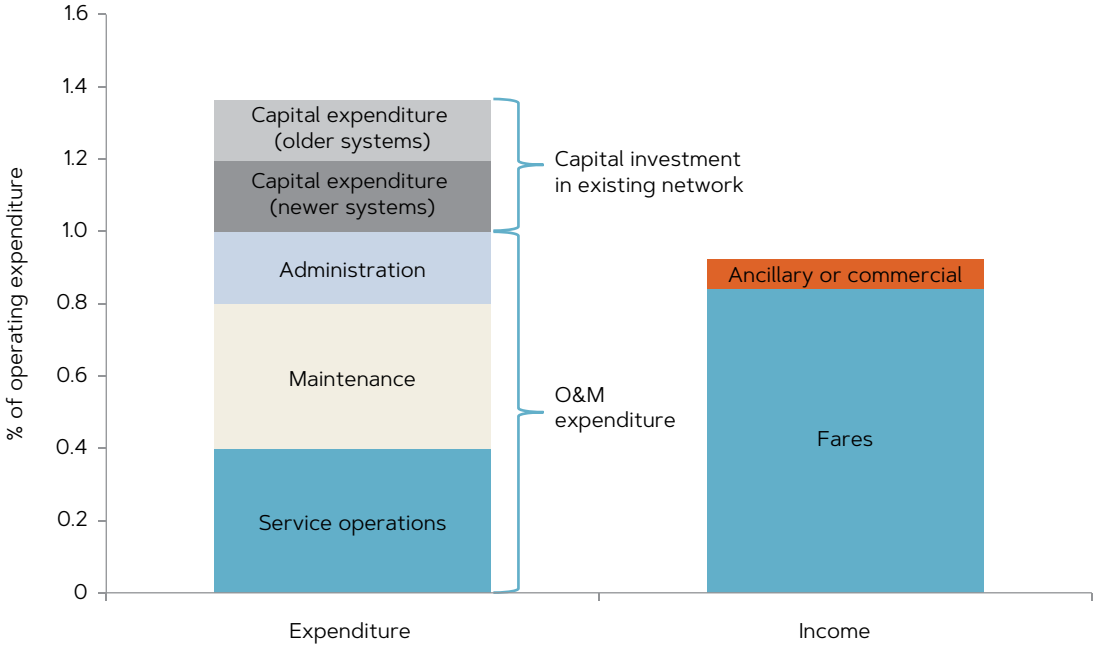 % of operating expenditure
1.6
1.4
1.2
1.0
0.8
0.6
0.4
0.2
0
Capital expenditure
(older systems)
Capital expenditure
(newer systems)
Administration
Maintenance
Service operations
Capital investment
in existing network
O&M
expenditure
Ancillary or commercial
Fares
Expenditure
Income